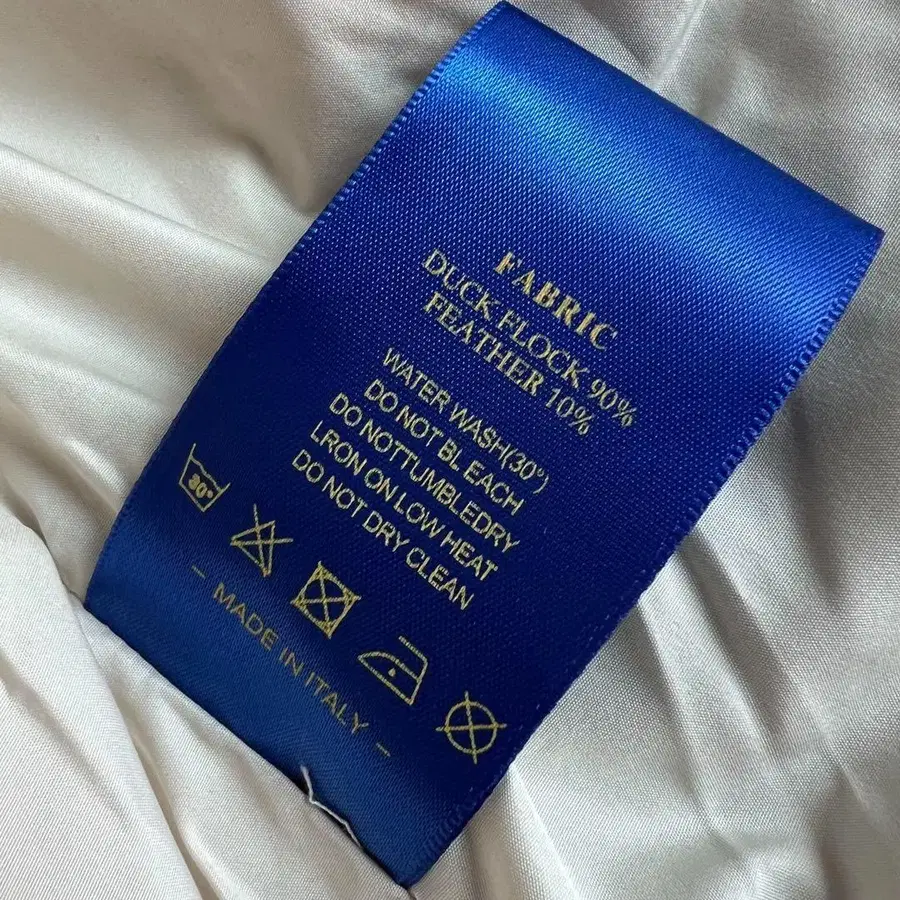 FABRIC
DUCK FLOCK 90%
FEATHER 10%
WATER WASH(30°)
DO NOT BLEACH
DO NOTTUMBLEDRY
LRON ON LOW HEAT
DO NOT DRY CLEAN
30°
- MADE IN ITALY -